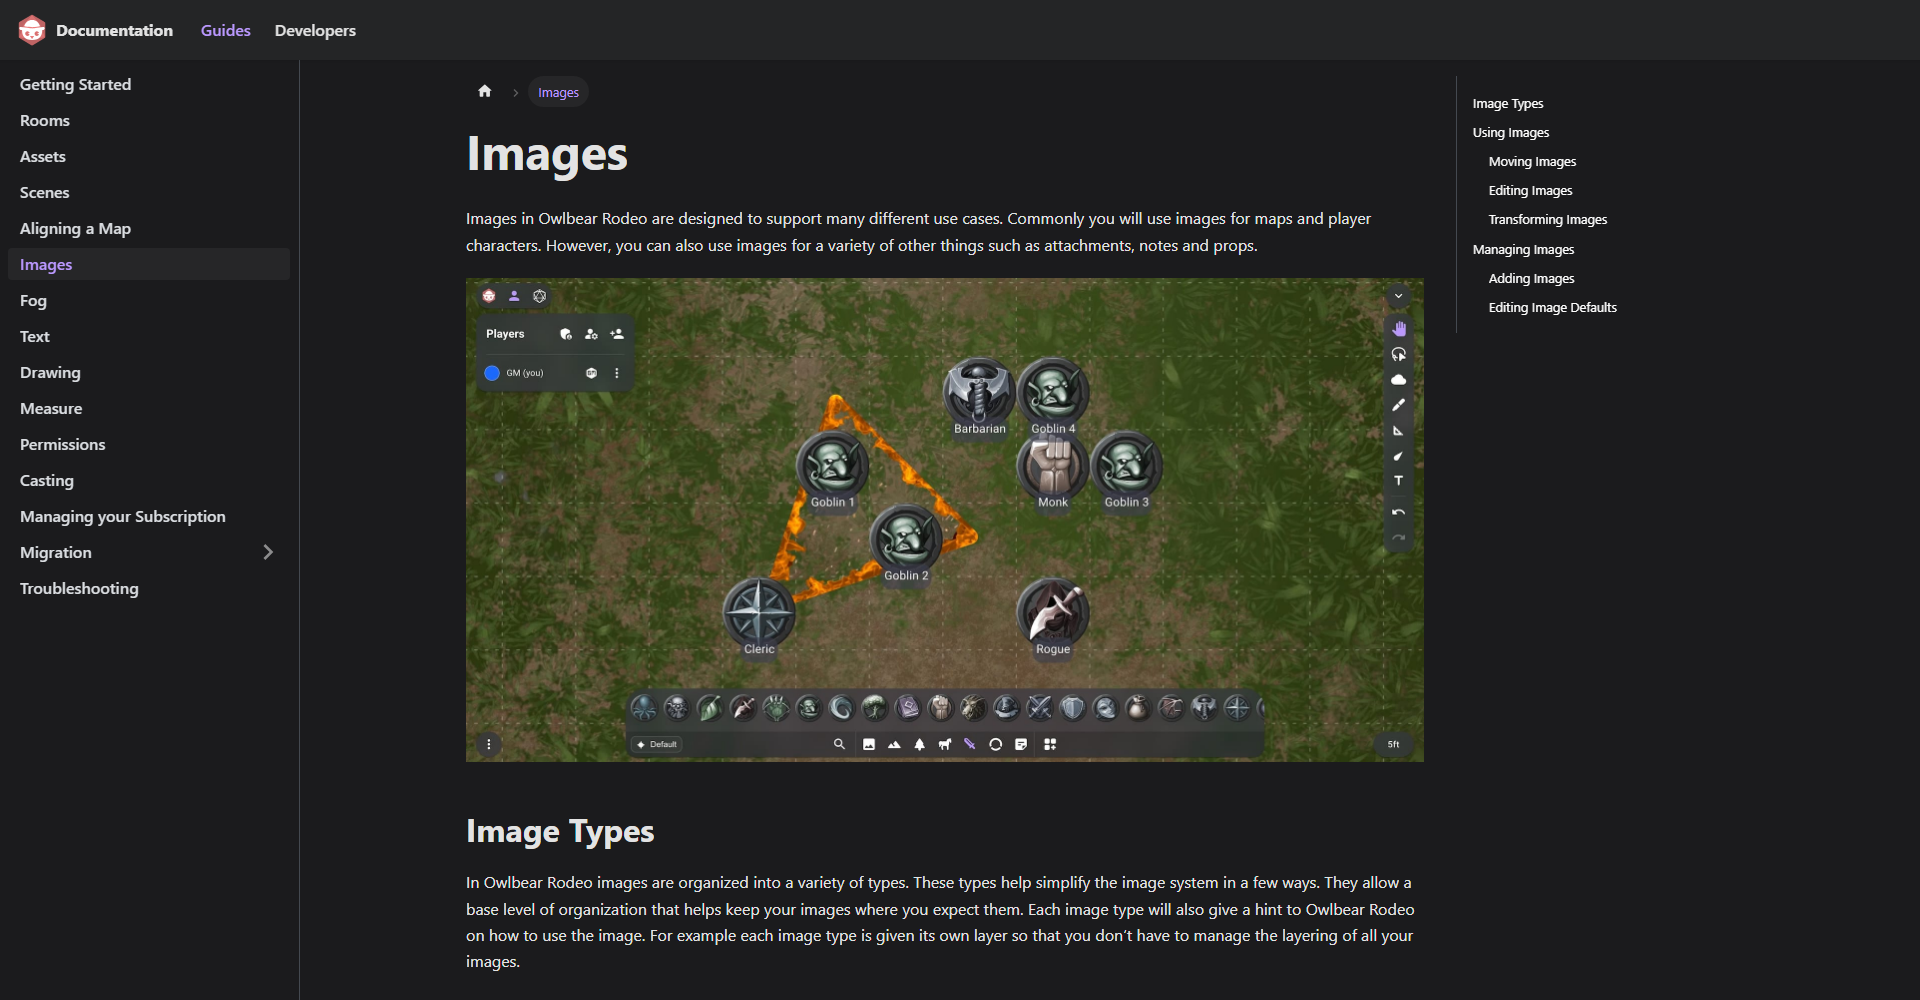 Documentation
Guides
Developers
Getting Started
Rooms
Assets
Scenes
Aligning a Map
Images
Fog
Text
Drawing
Measure
Permissions
Casting
Managing your Subscription
Migration
Troubleshooting
Images
Images
Images in Owlbear Rodeo are designed to support many different use cases. Commonly you will use images for maps and player
characters. However, you can also use images for a variety of other things such as attachments, notes and props.
Players
GM (you)
Barbarian
Goblin 4
Goblin 1
Monk
Goblin 3
Goblin 2
Cleric
Rogue
Default
5ft
Image Types
In Owlbear Rodeo images are organized into a variety of types. These types help simplify the image system in a few ways. They allow a
base level of organization that helps keep your images where you expect them. Each image type will also give a hint to Owlbear Rodeo
on how to use the image. For example each image type is given its own layer so that you don't have to manage the layering of all your
images.
Image Types
Using Images
Moving Images
Editing Images
Transforming Images
Managing Images
Adding Images
Editing Image Defaults